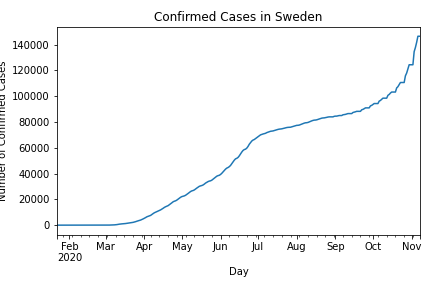 Confirmed Cases in Sweden
Number of Confirmed Cases
140000
120000
100000
80000
60000
40000
20000
0
Feb Mar Apr May Jun Jul Aug Sep Oct Nov
2020
Day